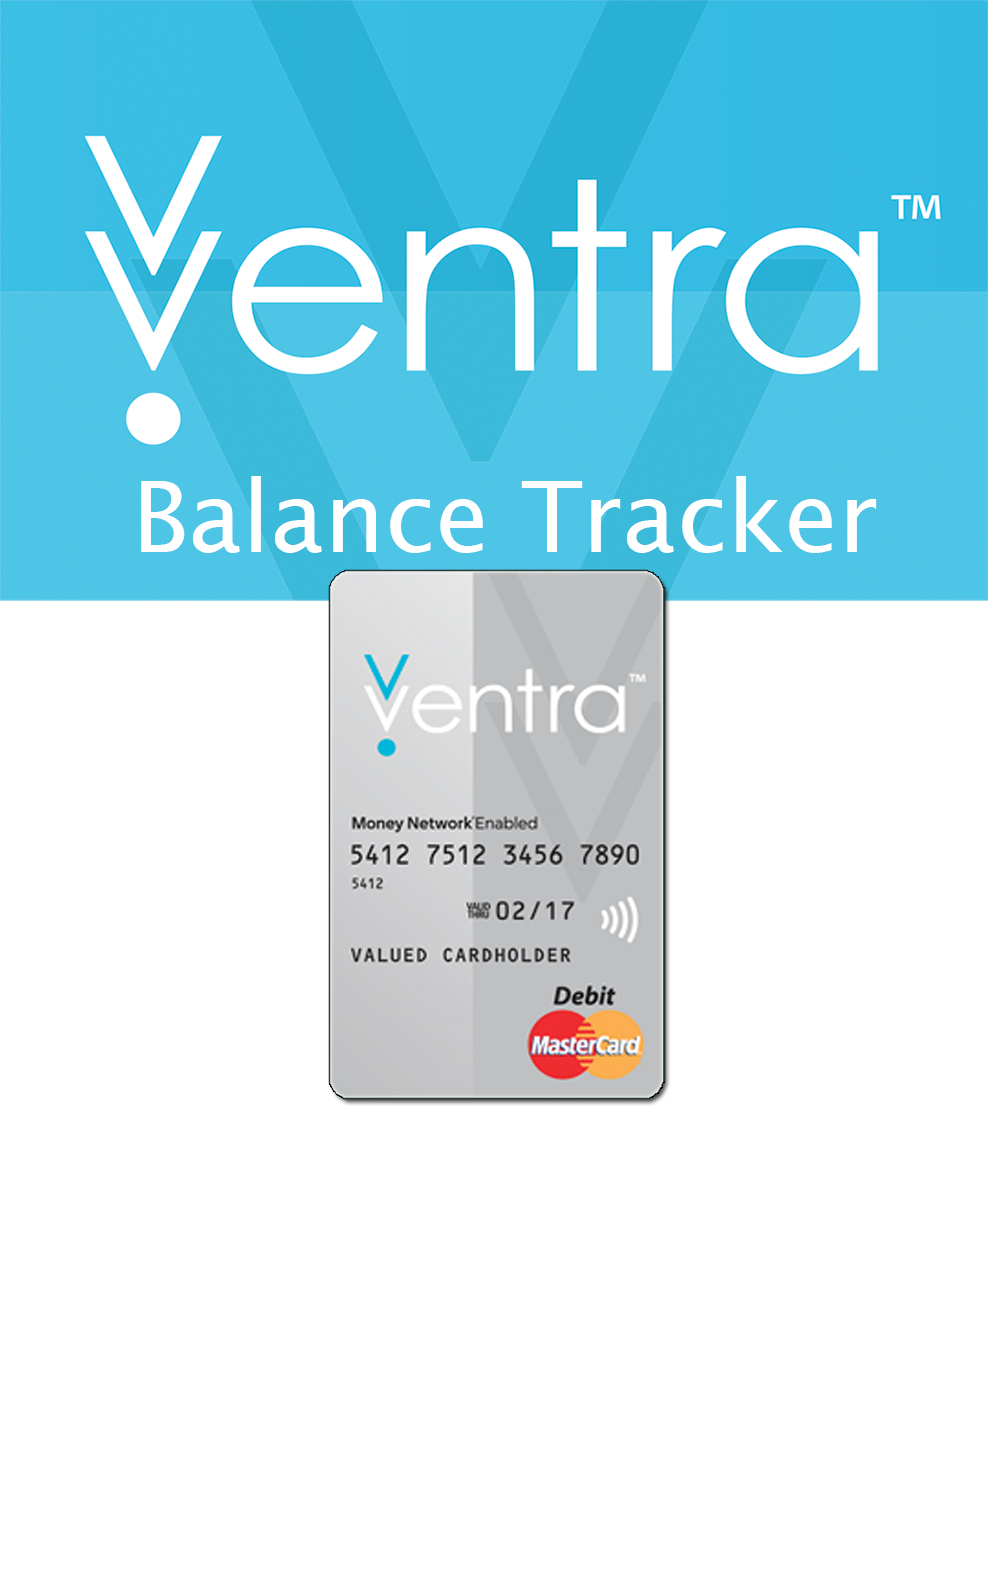 Ventra™
Balance Tracker
Ventra™
Money Network Enabled
5412 7512 3456 7890
5412
VALID THRU 02/17
VALUED CARDHOLDER
Debit
MasterCard